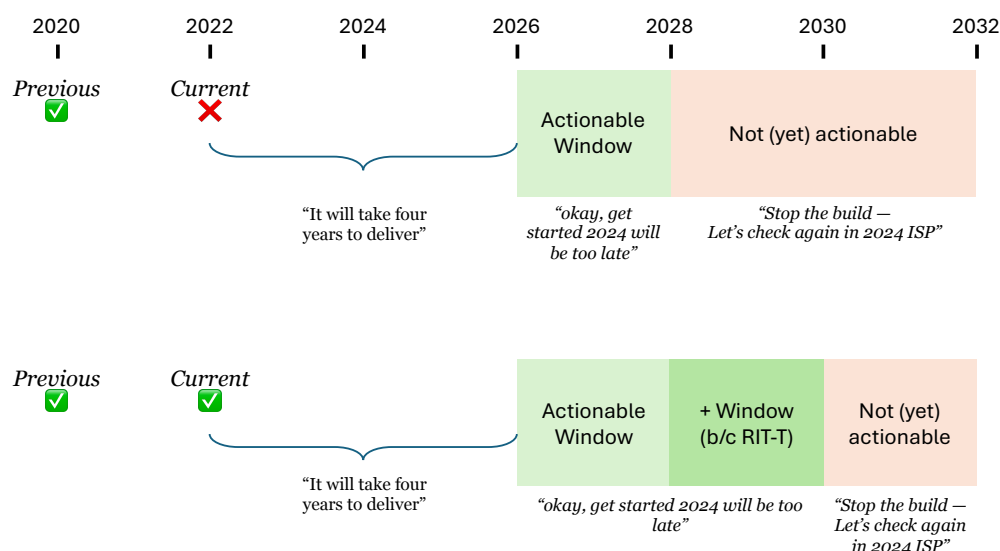 2020 2022 2024 2026 2028 2030 2032
Previous Current
Actionable
Window
Not (yet) actionable
“It will take four
years to deliver”
“okay, get
started 2024 will
be too late”
“Stop the build —
Let’s check again in 2024 ISP”
Previous Current
Actionable
Window
+ Window
(b/c RIT-T)
Not (yet)
actionable
“It will take four
years to deliver”
“okay, get started 2024 will be too
late”
“Stop the build —
Let’s check again
in 2024 ISP”